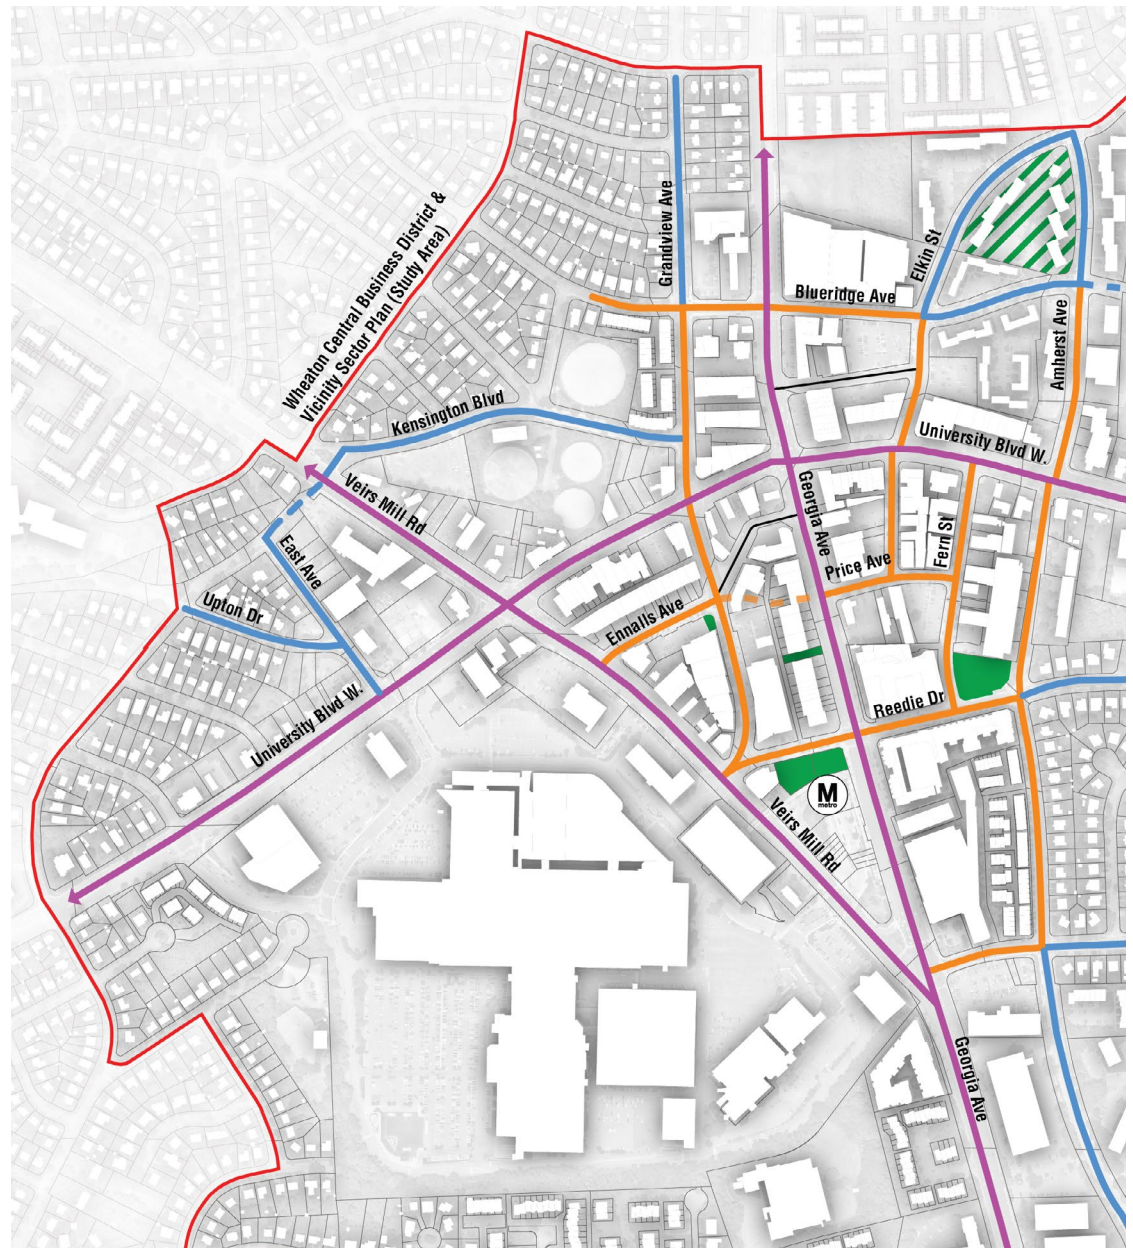 Wheaton Central Business District &
Vicinity Sector Plan (Study Area)
Grandview Ave
Elkin St
Blueridge Ave
Amherst Ave
Kensington Blvd
University Blvd W.
Veirs Mill Rd
Georgia Ave
Fern St
East Ave
Price Ave
Upton Dr
Ennalls Ave
University Blvd W.
Reedie Dr
M
metro
Veirs Mill Rd
Georgia Ave